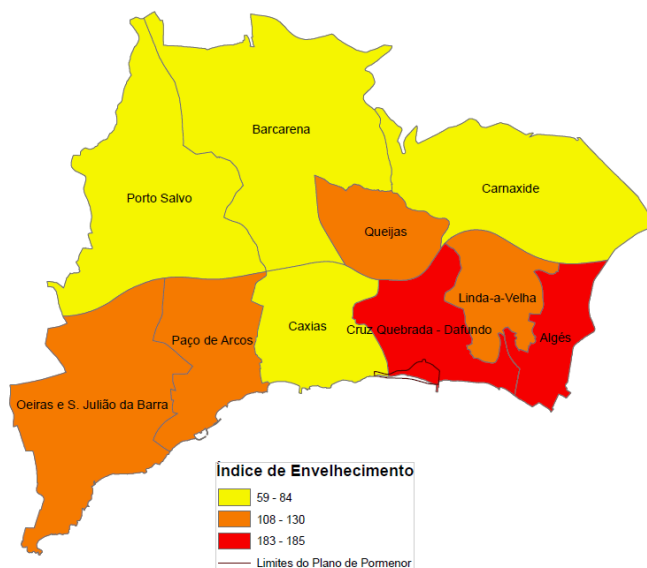 Barcarena
Carnaxide
Porto Salvo
Queijas
Linda-a-Velha
Caxias
Cruz Quebrada - Dafundo
Algés
Paço de Arcos
Oeiras e S. Julião da Barra
Índice de Envelhecimento
59 - 84
108 - 130
183 - 185
Limites do Plano de Pormenor